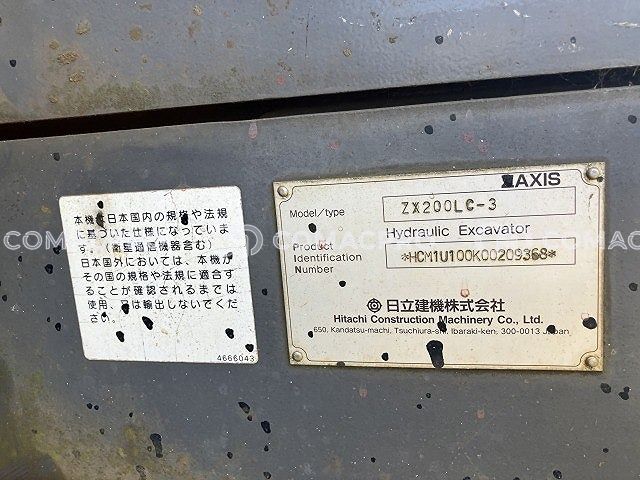 本機は日本国内の規格や法規
に基づいた仕様になっていま
す。(衛星通信機器含む)
日本国外においては、本機が
その国の規格や法規に適合す
ることが確認されるまでは
使用、又は輸出しないでくだ
さい。
4666043
ZAXIS
Model/type ZX200LC-3
Hydraulic Excavator
Product
Identification
Number
*HCM1U100K00209368*
日立建機株式会社
Hitachi Construction Machinery Co., Ltd.
650, Kandatsu-machi, Tsuchiura-shi, Ibaraki-ken, 300-0013 Japan